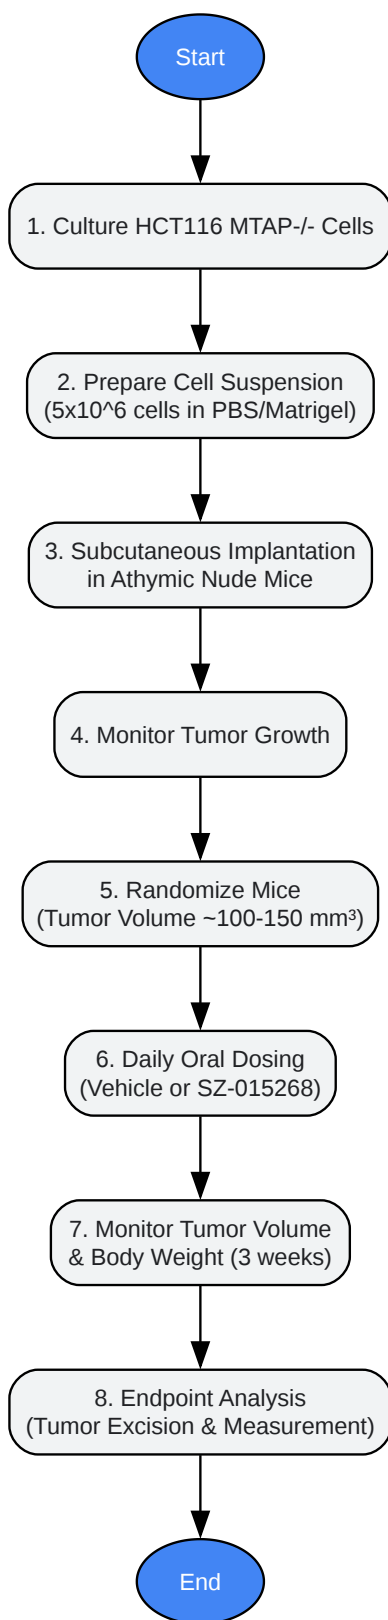 Start
1. Culture HCT116 MTAP-/- Cells
2. Prepare Cell Suspension
(5x10^6 cells in PBS/Matrigel)
3. Subcutaneous Implantation
in Athymic Nude Mice
4. Monitor Tumor Growth
5. Randomize Mice
(Tumor Volume ~100-150 mm³)
6. Daily Oral Dosing
(Vehicle or SZ-015268)
7. Monitor Tumor Volume
& Body Weight (3 weeks)
8. Endpoint Analysis
(Tumor Excision & Measurement)
End